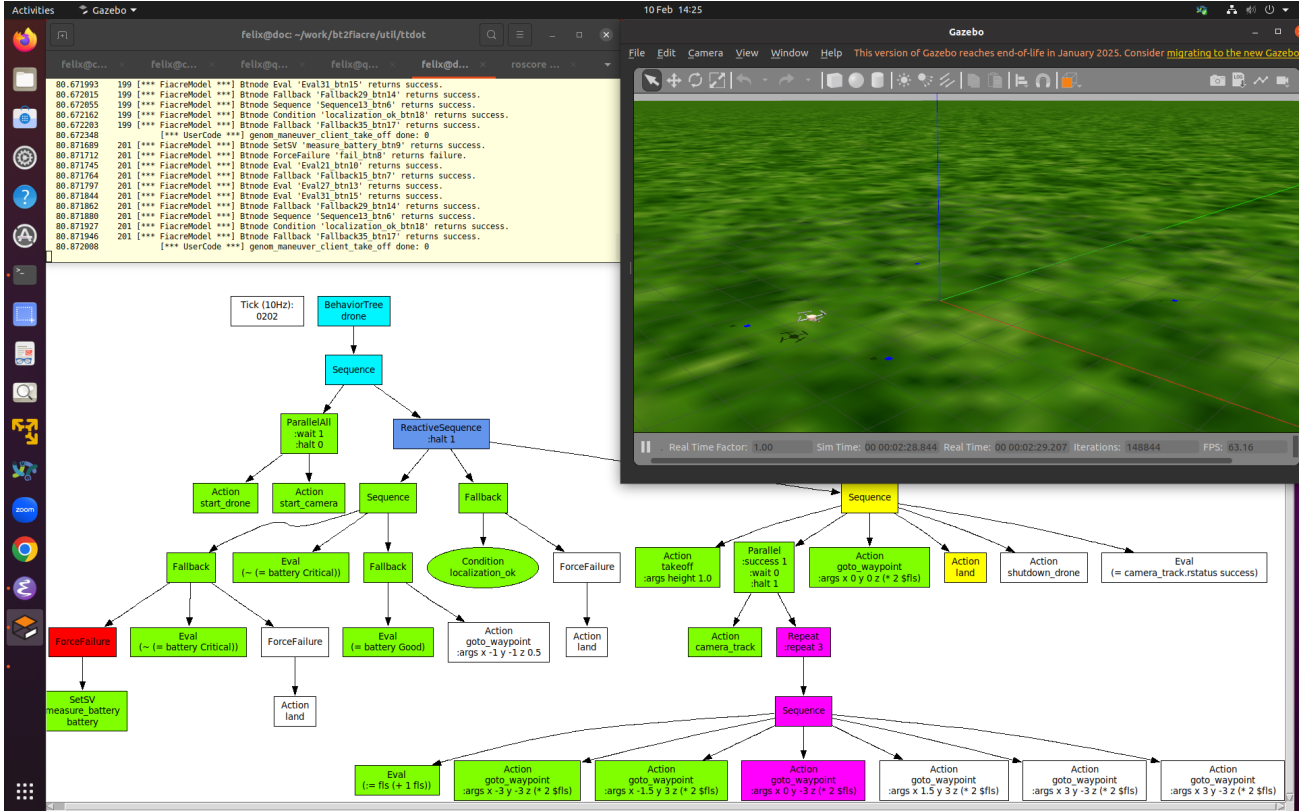 Activities
Gazebo
10 Feb 14:25
felix@doc: ~/work/bt2fiacre/util/ttdot
felix@c...
felix@c...
felix@q...
felix@q...
felix@d...
roscore ...
80.671993 199 [*** FiacreModel ***] Btnode Eval 'Eval31_btn15' returns success.
80.672015 199 [*** FiacreModel ***] Btnode Fallback 'Fallback29_btn14' returns success.
80.672055 199 [*** FiacreModel ***] Btnode Sequence 'Sequence13_btn6' returns success.
80.672162 199 [*** FiacreModel ***] Btnode Condition 'localization_ok_btn18' returns success.
80.672203 199 [*** FiacreModel ***] Btnode Fallback 'Fallback35_btn17' returns success.
80.672348 [*** UserCode ***] genom_maneuver_client_take_off done: 0
80.871689 201 [*** FiacreModel ***] Btnode SetSV 'measure_battery_btn9' returns success.
80.871712 201 [*** FiacreModel ***] Btnode ForceFailure 'fail_btn8' returns failure.
80.871745 201 [*** FiacreModel ***] Btnode Eval 'Eval21_btn10' returns success.
80.871764 201 [*** FiacreModel ***] Btnode Fallback 'Fallback15_btn7' returns success.
80.871797 201 [*** FiacreModel ***] Btnode Eval 'Eval27_btn13' returns success.
80.871844 201 [*** FiacreModel ***] Btnode Eval 'Eval31_btn15' returns success.
80.871862 201 [*** FiacreModel ***] Btnode Fallback 'Fallback29_btn14' returns success.
80.871880 201 [*** FiacreModel ***] Btnode Sequence 'Sequence13_btn6' returns success.
80.871927 201 [*** FiacreModel ***] Btnode Condition 'localization_ok_btn18' returns success.
80.871946 201 [*** FiacreModel ***] Btnode Fallback 'Fallback35_btn17' returns success.
80.872008 [*** UserCode ***] genom_maneuver_client_take_off done: 0
Gazebo
File Edit Camera View Window Help This version of Gazebo reaches end-of-life in January 2025. Consider migrating to the new Gazebo
LOG
Real Time Factor: 1.00 Sim Time: 00 00:02:28.844 Real Time: 00 00:02:29.207 Iterations: 148844 FPS: 63.16
zoom
Tick (10Hz):
0202
BehaviorTree
drone
Sequence
ParallelAll
:wait 1
:halt 0
ReactiveSequence
:halt 1
Action
start_drone
Action
start_camera
Sequence
Fallback
Sequence
Fallback
Eval
(~ (= battery Critical))
Fallback
Condition
localization_ok
ForceFailure
Action
takeoff
:args height 1.0
Parallel
:success 1
:wait 0
:halt 1
Action
goto_waypoint
:args x 0 y 0 z (* 2 $fls)
Action
land
Action
shutdown_drone
Eval
(= camera_track.rstatus success)
ForceFailure
Eval
(~ (= battery Critical))
ForceFailure
Eval
(= battery Good)
Action
goto_waypoint
:args x -1 y -1 z 0.5
Action
land
Action
camera_track
Repeat
:repeat 3
SetSV
measure_battery
battery
Action
land
Sequence
Eval
(:= fls (+ 1 fls))
Action
goto_waypoint
:args x -3 y -3 z (* 2 $fls)
Action
goto_waypoint
:args x -1.5 y 3 z (* 2 $fls)
Action
goto_waypoint
:args x 0 y -3 z (* 2 $fls)
Action
goto_waypoint
:args x 1.5 y 3 z (* 2 $fls)
Action
goto_waypoint
:args x 3 y -3 z (* 2 $fls)
Action
goto_waypoint
:args x -3 y -3 z (* 2 $fls)